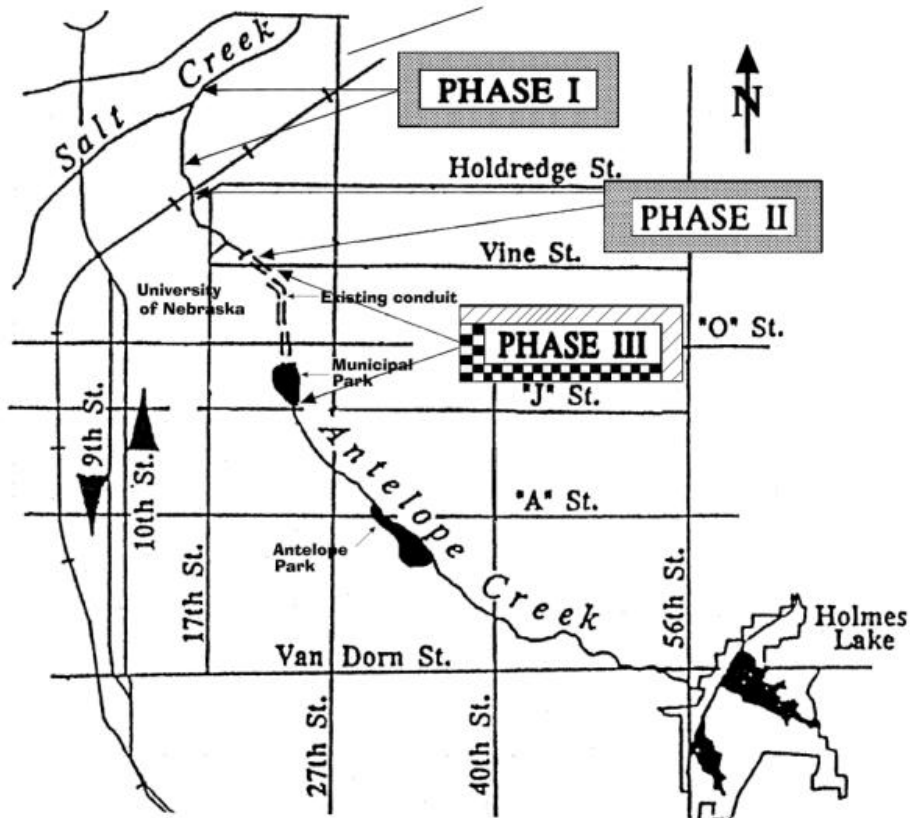 Salt Creek
PHASE I
N
Holdredge St.
PHASE II
Vine St.
University
of Nebraska
Existing conduit
PHASE III
"O" St.
Municipal
Park
"J" St.
9th St.
10th St.
Antelope Creek
"A" St.
Antelope
Park
17th St.
56th St.
Holmes
Lake
Van Dorn St.
27th St.
40th St.